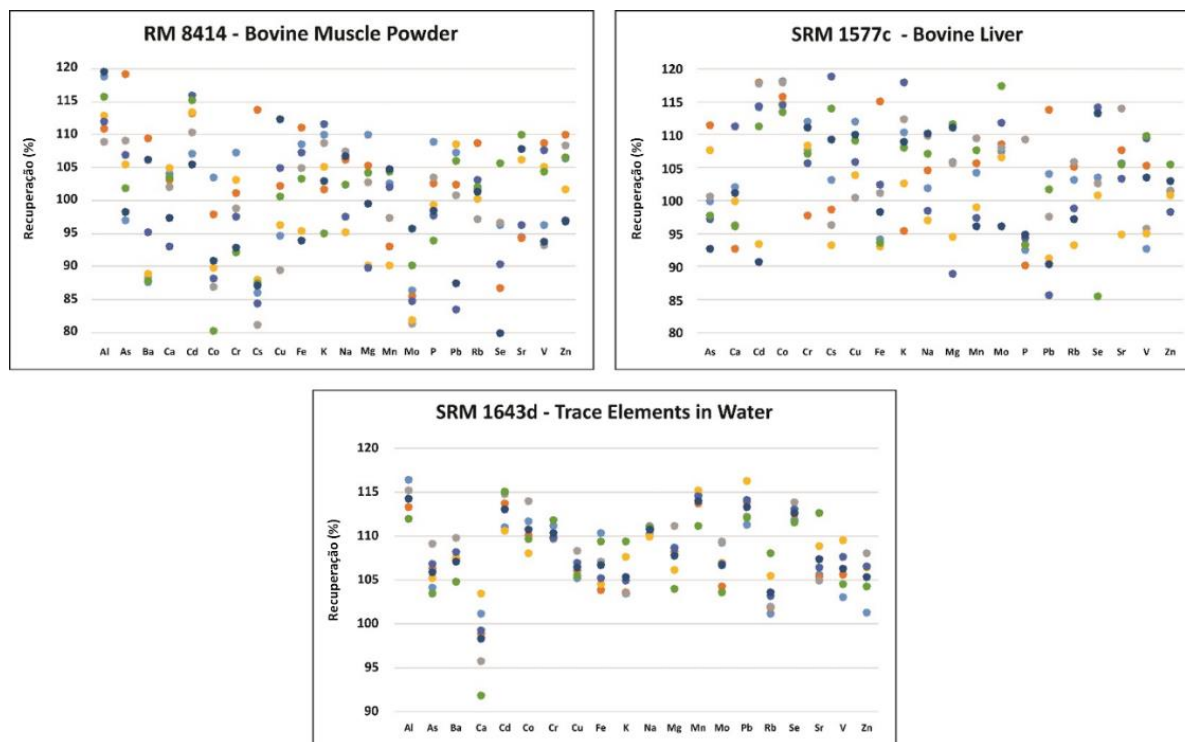 RM 8414 - Bovine Muscle Powder
Recuperação (%)
120
115
110
105
100
95
90
85
80
Al As Ba Ca Cd Co Cr Cs Cu Fe K Na Mg Mn Mo P Pb Rb Se Sr V Zn
SRM 1577c - Bovine Liver
Recuperação (%)
120
115
110
105
100
95
90
85
80
As Ca Cd Co Cr Cs Cu Fe K Na Mg Mn Mo P Pb Rb Se Sr V Zn
SRM 1643d - Trace Elements in Water
Recuperação (%)
120
115
110
105
100
95
90
Al As Ba Ca Cd Co Cr Cu Fe K Na Mg Mn Mo Pb Rb Se Sr V Zn